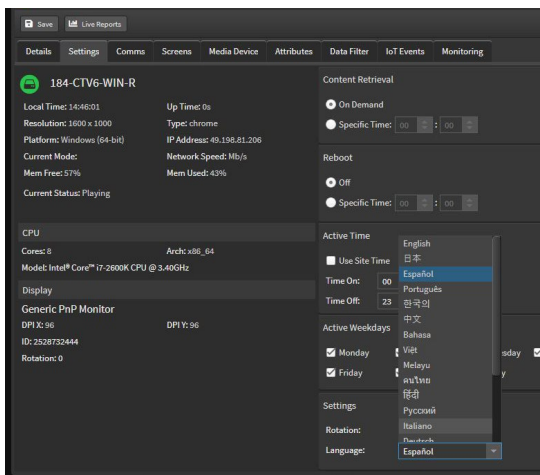 Save Live Reports
Details Settings Comms Screens Media Device Attributes Data Filter IoT Events Monitoring
184-CTV6-WIN-R
Local Time: 14:46:01 Up Time: 0s
Resolution: 1600 x 1000 Type: chrome
Platform: Windows (64-bit) IP Address: 49.198.81.206
Current Mode: Network Speed: Mb/s
Mem Free: 57% Mem Used: 43%
Current Status: Playing
CPU
Cores: 8 Arch: x86_64
Model: Intel® Core™ i7-2600K CPU @ 3.40GHz
Display
Generic PnP Monitor
DPI X: 96 DPI Y: 96
ID: 2528732444
Rotation: 0
Content Retrieval
On Demand
Specific Time: 00 : 00
Reboot
Off
Specific Time: 00 : 00
Active Time
Use Site Time
Time On: 00
Time Off: 23
Active Weekdays
Monday
Friday
Settings
Rotation:
Language: Español
English
日本
Español
Português
한국의
中文
Bahasa
Việt
Melayu
คนไทย
हिंदी
Русский
Italiano
Deutsch